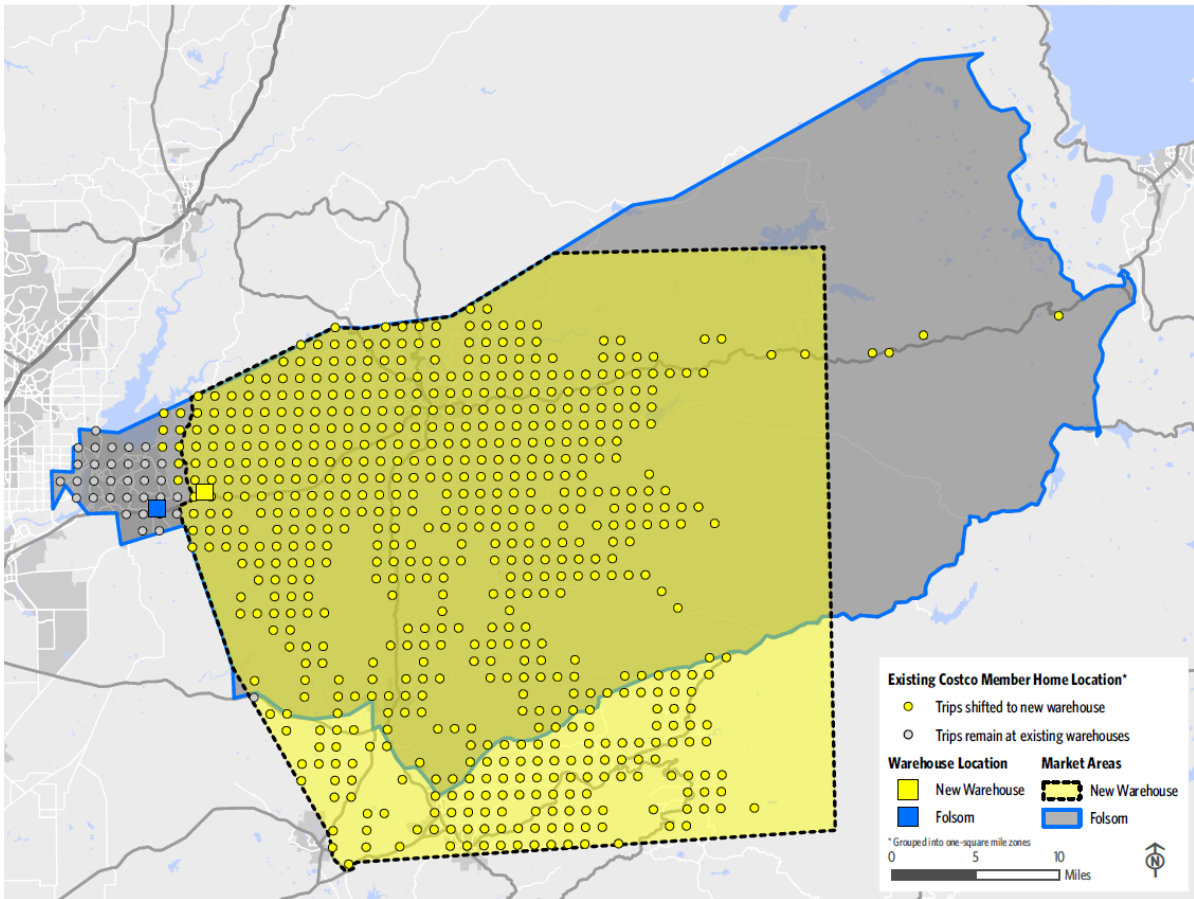 Existing Costco Member Home Location*
Trips shifted to new warehouse
Trips remain at existing warehouses
Warehouse Location Market Areas
New Warehouse New Warehouse
Folsom Folsom
* Grouped into one-square mile zones
0 5 10
Miles
N